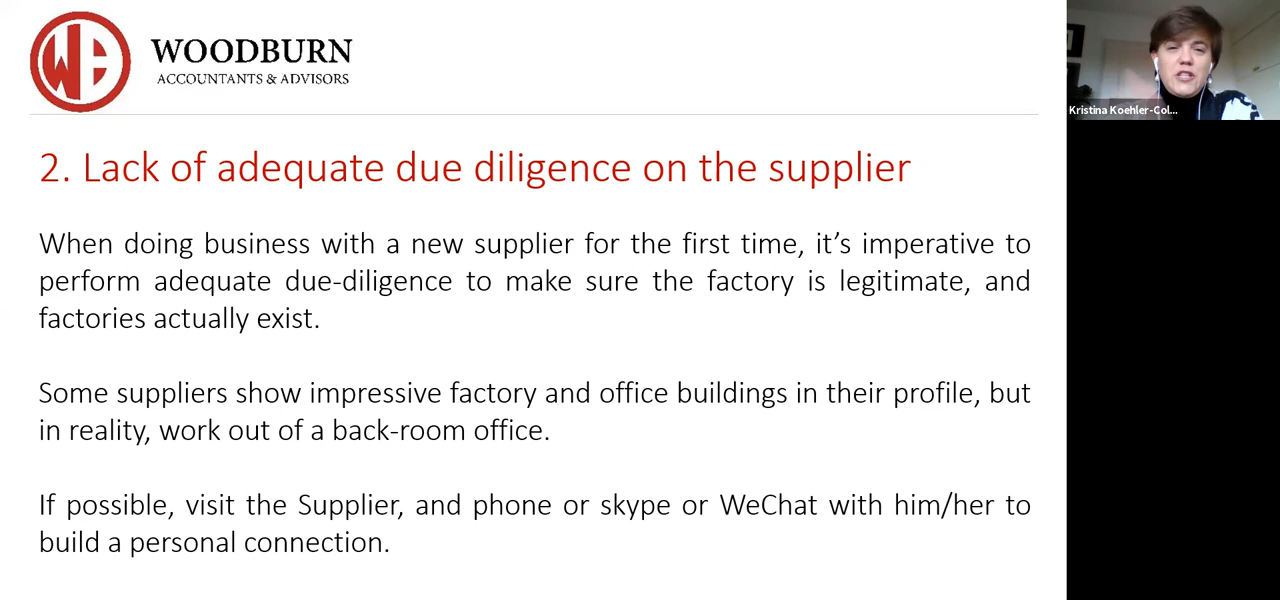 WB
WOODBURN
ACCOUNTANTS & ADVISORS
Kristina Koehler-Col...
2. Lack of adequate due diligence on the supplier
When doing business with a new supplier for the first time, it’s imperative to
perform adequate due-diligence to make sure the factory is legitimate, and
factories actually exist.
Some suppliers show impressive factory and office buildings in their profile, but
in reality, work out of a back-room office.
If possible, visit the Supplier, and phone or skype or WeChat with him/her to
build a personal connection.